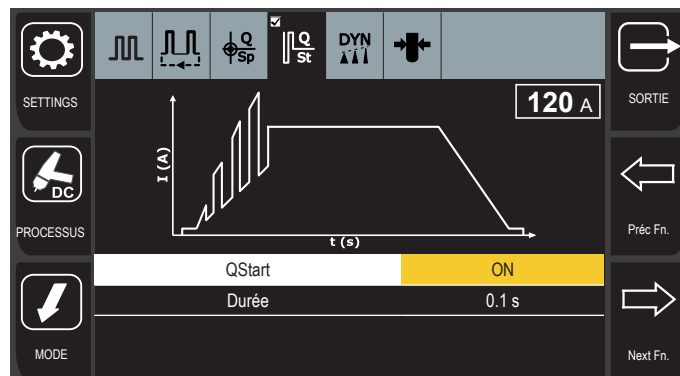 Q
Sp
Q
St
DYN
SETTINGS
120 A
SORTIE
I (A)
DC
PROCESSUS
Préc Fn.
t (s)
QStart ON
Durée 0.1 s
MODE
Next Fn.